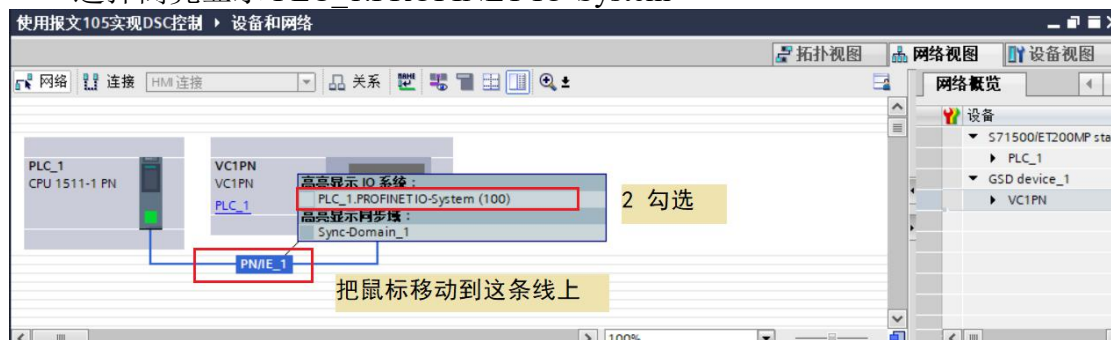 使用报文105实现DSC控制 ▸ 设备和网络
拓扑视图 网络视图 设备视图
网络 连接 HMI连接 关系 网络概览
设备
S71500/ET200MP sta
PLC_1
GSD device_1
VC1PN
PLC_1
CPU 1511-1 PN
VC1PN
VC1PN
PLC_1
高亮显示 IO 系统：
PLC_1.PROFINET IO-System (100)
高亮显示同步域：
Sync-Domain_1
2 勾选
PN/IE_1
把鼠标移动到这条线上
100%